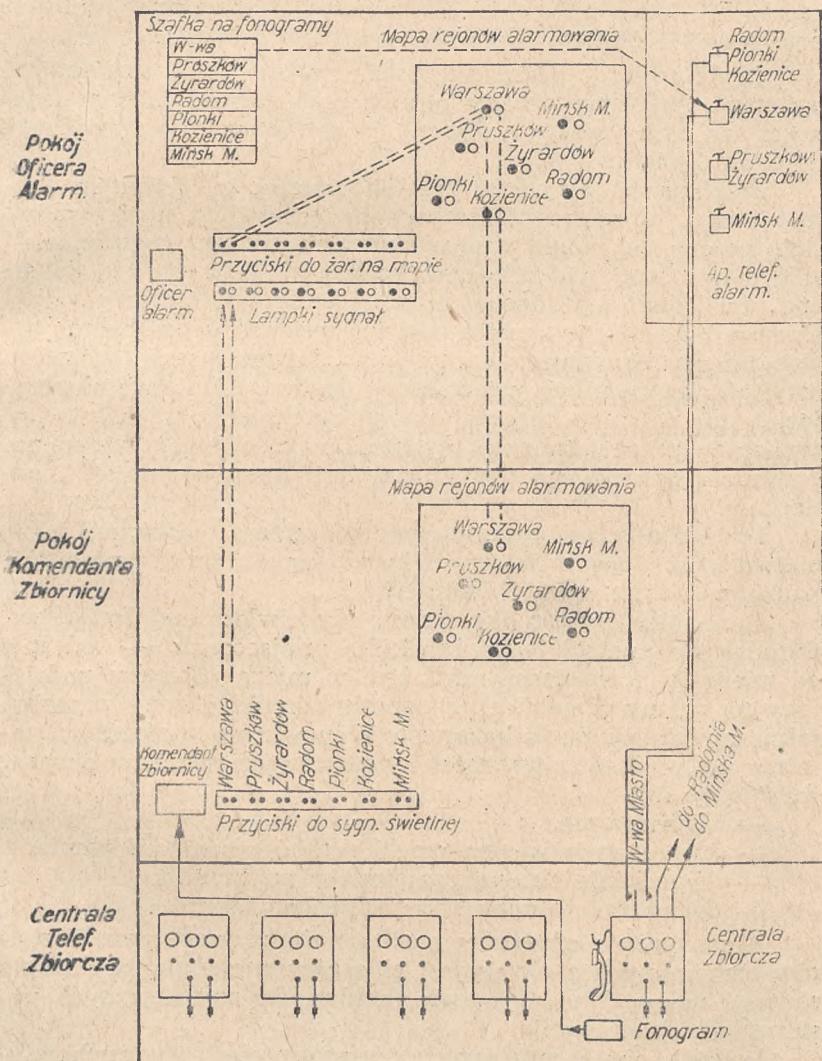 Szafka na fonogramy
W-wa
Pruszków
Żyrardów
Radom
Pionki
Kozienice
Mińsk M.
Mapa rejonów alarmowania
Warszawa
Mińsk M.
Pruszków
Żyrardów
Pionki
Radom
Kozienice
Radom
Pionki
Kozienice
Warszawa
Pruszków
Żyrardów
Mińsk M.
Ap. telef.
alarm.
Pokój
Oficera
Alarm.
Oficer
alarm
Przyciski do żar. na mapie
Lampki sygnał.
Pokój
Komendanta
Zbiornicy
Mapa rejonów alarmowania
Warszawa
Mińsk M.
Pruszków
Żyrardów
Pionki
Radom
Kozienice
Komendant
Zbiornicy
Warszawa
Pruszków
Żyrardów
Radom
Pionki
Kozienice
Mińsk M.
Przyciski do sygn. świetlnej
W-wa Miasto
do Radomia
do Mińska M.
Centrala
Telef.
Zbiorcza
Centrala
Zbiorcza
Fonogram